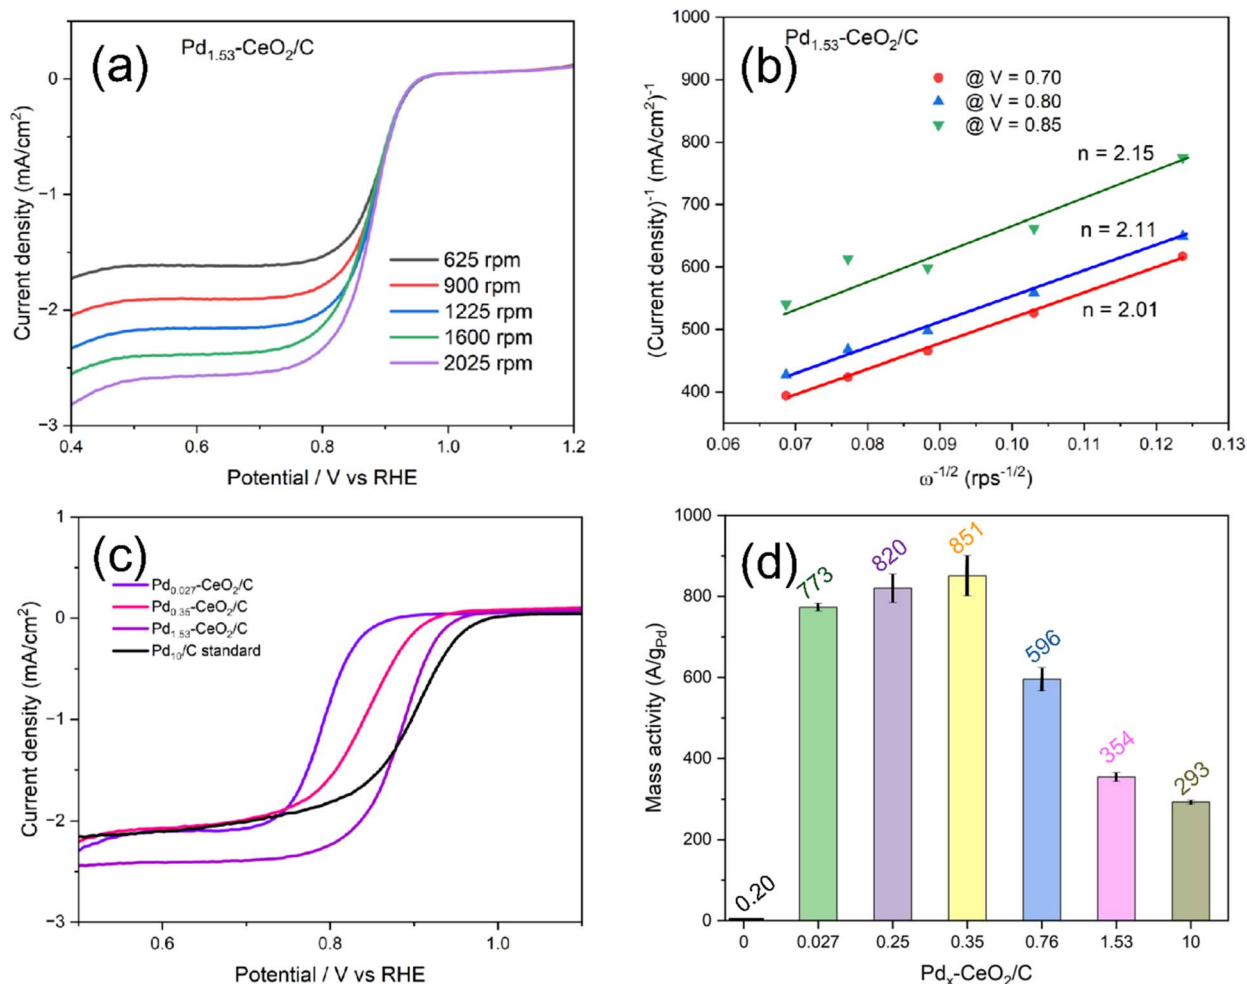 (a)
Pd1.53-CeO2/C
0
−1
−2
−3
0.4
0.6
0.8
1.0
1.2
Current density (mA/cm2)
Potential / V vs RHE
625 rpm
900 rpm
1225 rpm
1600 rpm
2025 rpm
(b)
Pd1.53-CeO2/C
1000
900
800
700
600
500
400
0.06
0.07
0.08
0.09
0.10
0.11
0.12
0.13
(Current density)-1 (mA/cm2)-1
ω-1/2 (rps-1/2)
@ V = 0.70
@ V = 0.80
@ V = 0.85
n = 2.15
n = 2.11
n = 2.01
(c)
1
0
−1
−2
−3
0.6
0.8
1.0
Current density (mA/cm2)
Potential / V vs RHE
Pd0.027-CeO2/C
Pd0.35-CeO2/C
Pd1.53-CeO2/C
Pd10/C standard
(d)
1000
800
600
400
200
0
Mass activity (A/gPd)
0.20
773
820
851
596
354
293
0
0.027
0.25
0.35
0.76
1.53
10
Pdx-CeO2/C